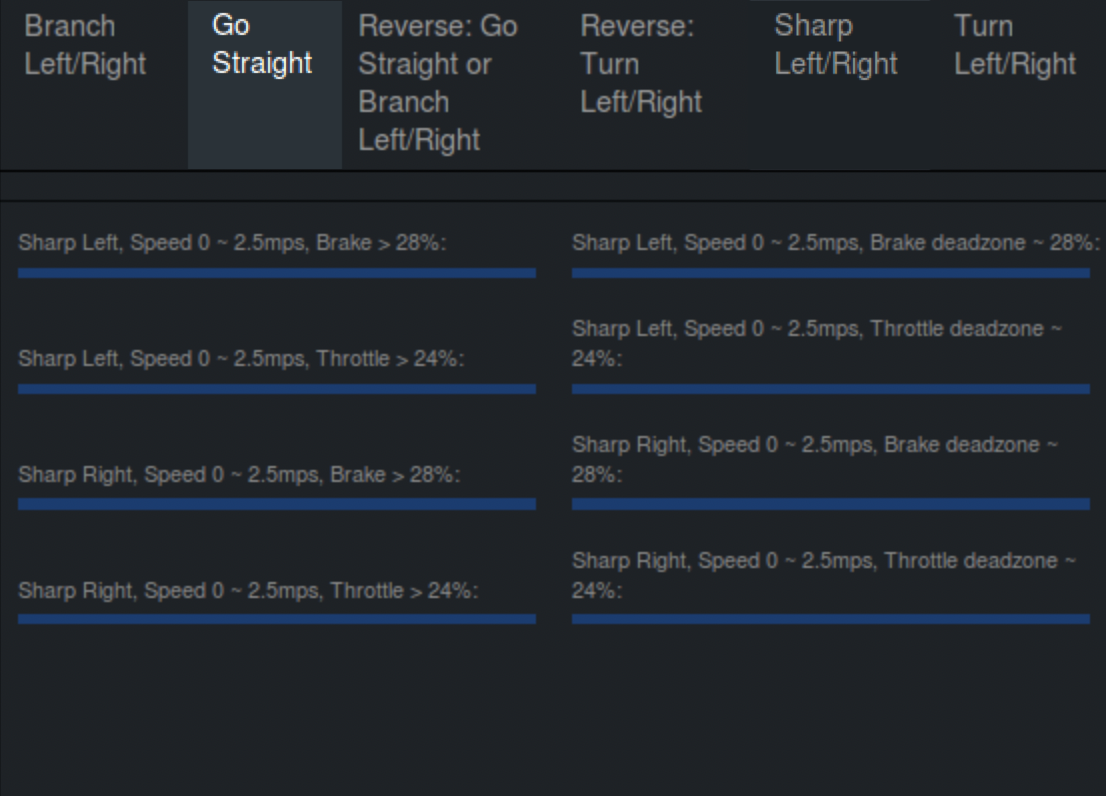 Branch
Left/Right
Go
Straight
Reverse: Go
Straight or
Branch
Left/Right
Reverse:
Turn
Left/Right
Sharp
Left/Right
Turn
Left/Right
Sharp Left, Speed 0 ~ 2.5mps, Brake > 28%:
Sharp Left, Speed 0 ~ 2.5mps, Brake deadzone ~ 28%:
Sharp Left, Speed 0 ~ 2.5mps, Throttle > 24%:
Sharp Left, Speed 0 ~ 2.5mps, Throttle deadzone ~
24%:
Sharp Right, Speed 0 ~ 2.5mps, Brake > 28%:
Sharp Right, Speed 0 ~ 2.5mps, Brake deadzone ~
28%:
Sharp Right, Speed 0 ~ 2.5mps, Throttle > 24%:
Sharp Right, Speed 0 ~ 2.5mps, Throttle deadzone ~
24%: